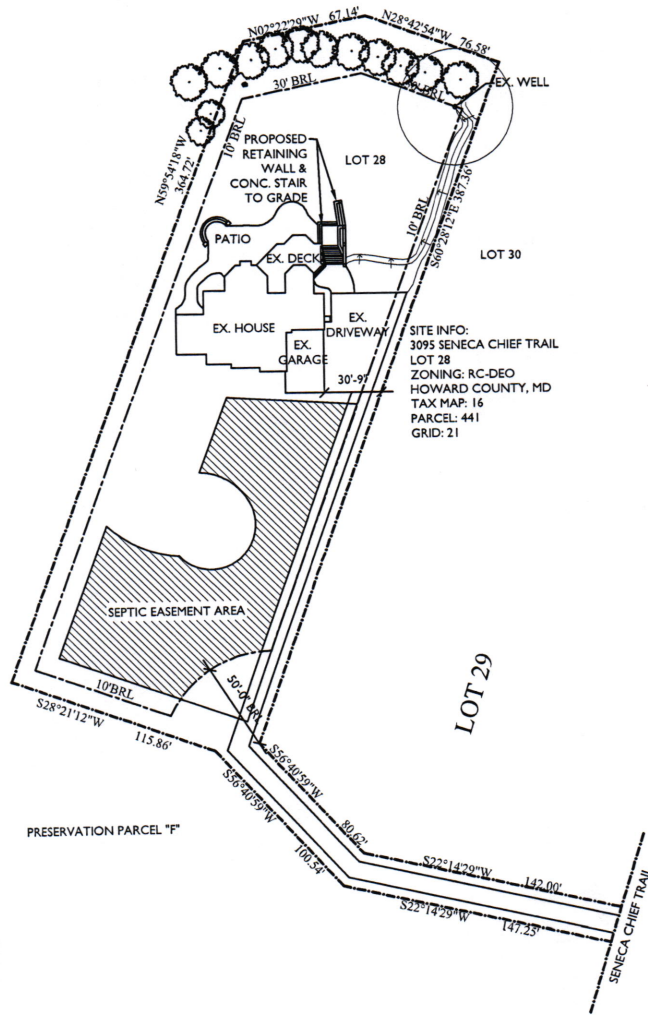 N02°22'29"W 67.14'
N28°42'54"W 76.58'
30' BRL
BRL
EX. WELL
10' BRL
N59°54'18"W
364.72'
PROPOSED
RETAINING
WALL &
CONC. STAIR
TO GRADE
LOT 28
10' BRL
S60°28'12"E 387.36'
LOT 30
PATIO
EX. DECK
EX. HOUSE
EX.
GARAGE
EX.
DRIVEWAY
30'-9"
SITE INFO:
3095 SENECA CHIEF TRAIL
LOT 28
ZONING: RC-DEO
HOWARD COUNTY, MD
TAX MAP: 16
PARCEL: 441
GRID: 21
SEPTIC EASEMENT AREA
LOT 29
10'BRL
50'-0" BRL
S28°21'12"W
115.86'
S56°40'59"W
80.62'
S56°40'59"W
100.54'
PRESERVATION PARCEL "F"
S22°14'29"W
142.00'
S22°14'29"W
147.25'
SENECA CHIEF TRAIL